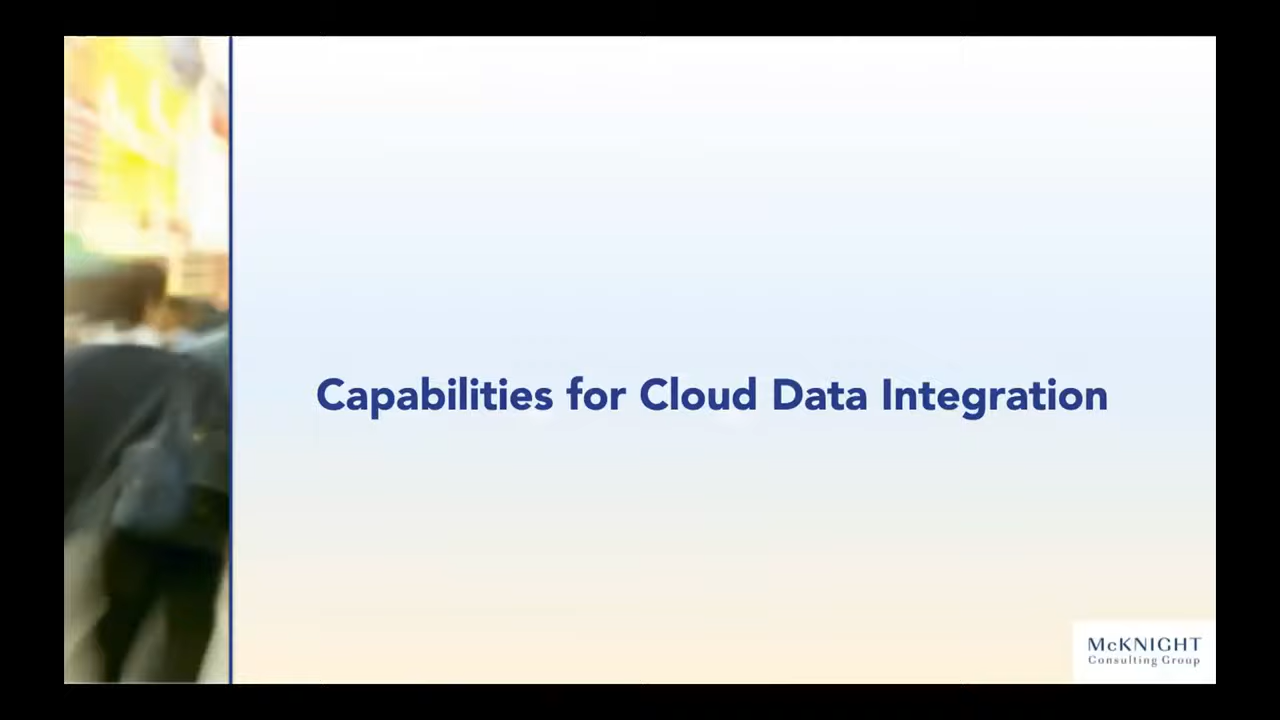 Capabilities for Cloud Data Integration
McKNIGHT
Consulting Group